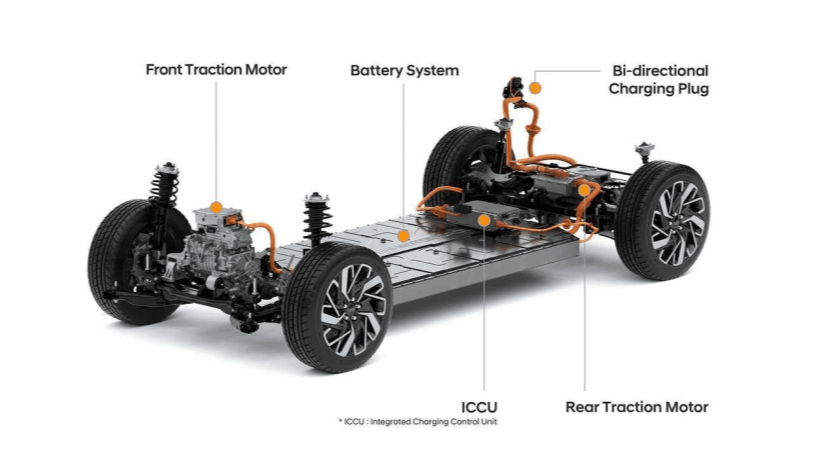 Front Traction Motor
Battery System
Bi-directional
Charging Plug
ICCU
* ICCU : Integrated Charging Control Unit
Rear Traction Motor